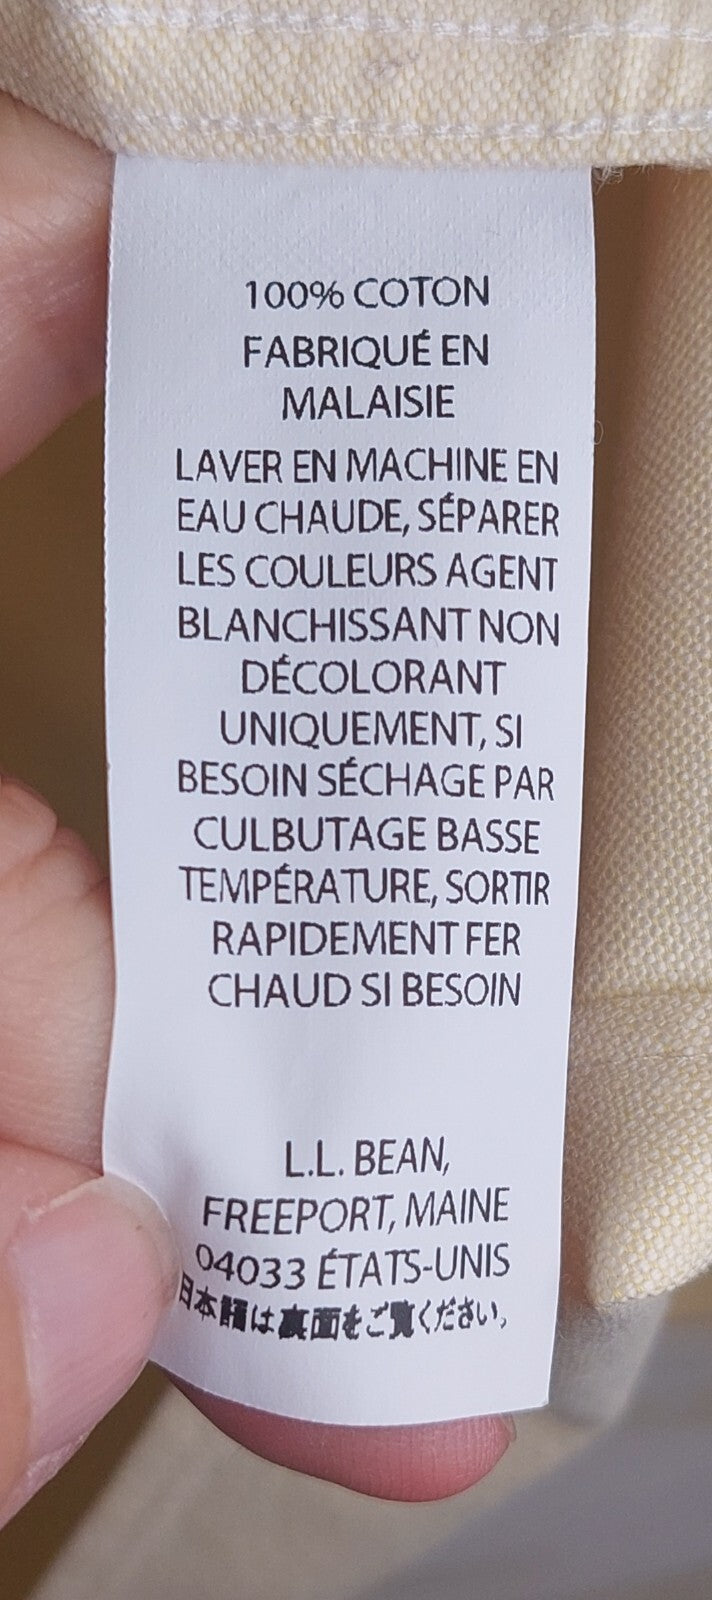 100% COTON
FABRIQUÉ EN
MALAISIE
LAVER EN MACHINE EN
EAU CHAUDE, SÉPARER
LES COULEURS AGENT
BLANCHISSANT NON
DÉCOLORANT
UNIQUEMENT, SI
BESOIN SÉCHAGE PAR
CULBUTAGE BASSE
TEMPÉRATURE, SORTIR
RAPIDEMENT FER
CHAUD SI BESOIN
L.L. BEAN,
FREEPORT, MAINE
04033 ÉTATS-UNIS
日本語は裏面をご覧ください。